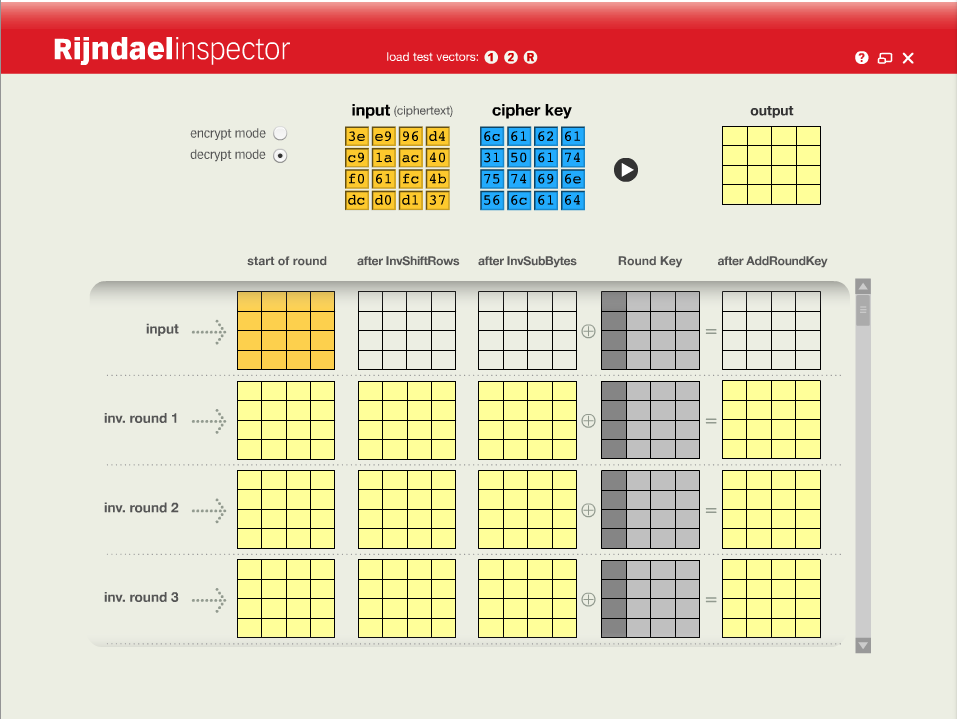 Rijndaelinspector
load test vectors: 1 2 R
? 
input (ciphertext) cipher key output
encrypt mode
decrypt mode
3e e9 96 d4 6c 61 62 61
c9 1a ac 40 31 50 61 74
f0 61 fc 4b 75 74 69 6e
dc d0 d1 37 56 6c 61 64
start of round after InvShiftRows after InvSubBytes Round Key after AddRoundKey
input ⊕ =
inv. round 1 ⊕ =
inv. round 2 ⊕ =
inv. round 3 ⊕ =